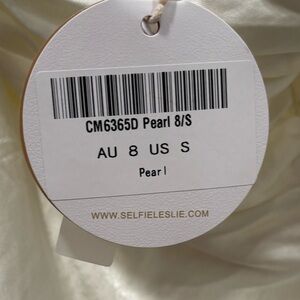 CM6365D Pearl 8/S
AU 8 US S
Pearl
WWW.SELFIELESLIE.COM